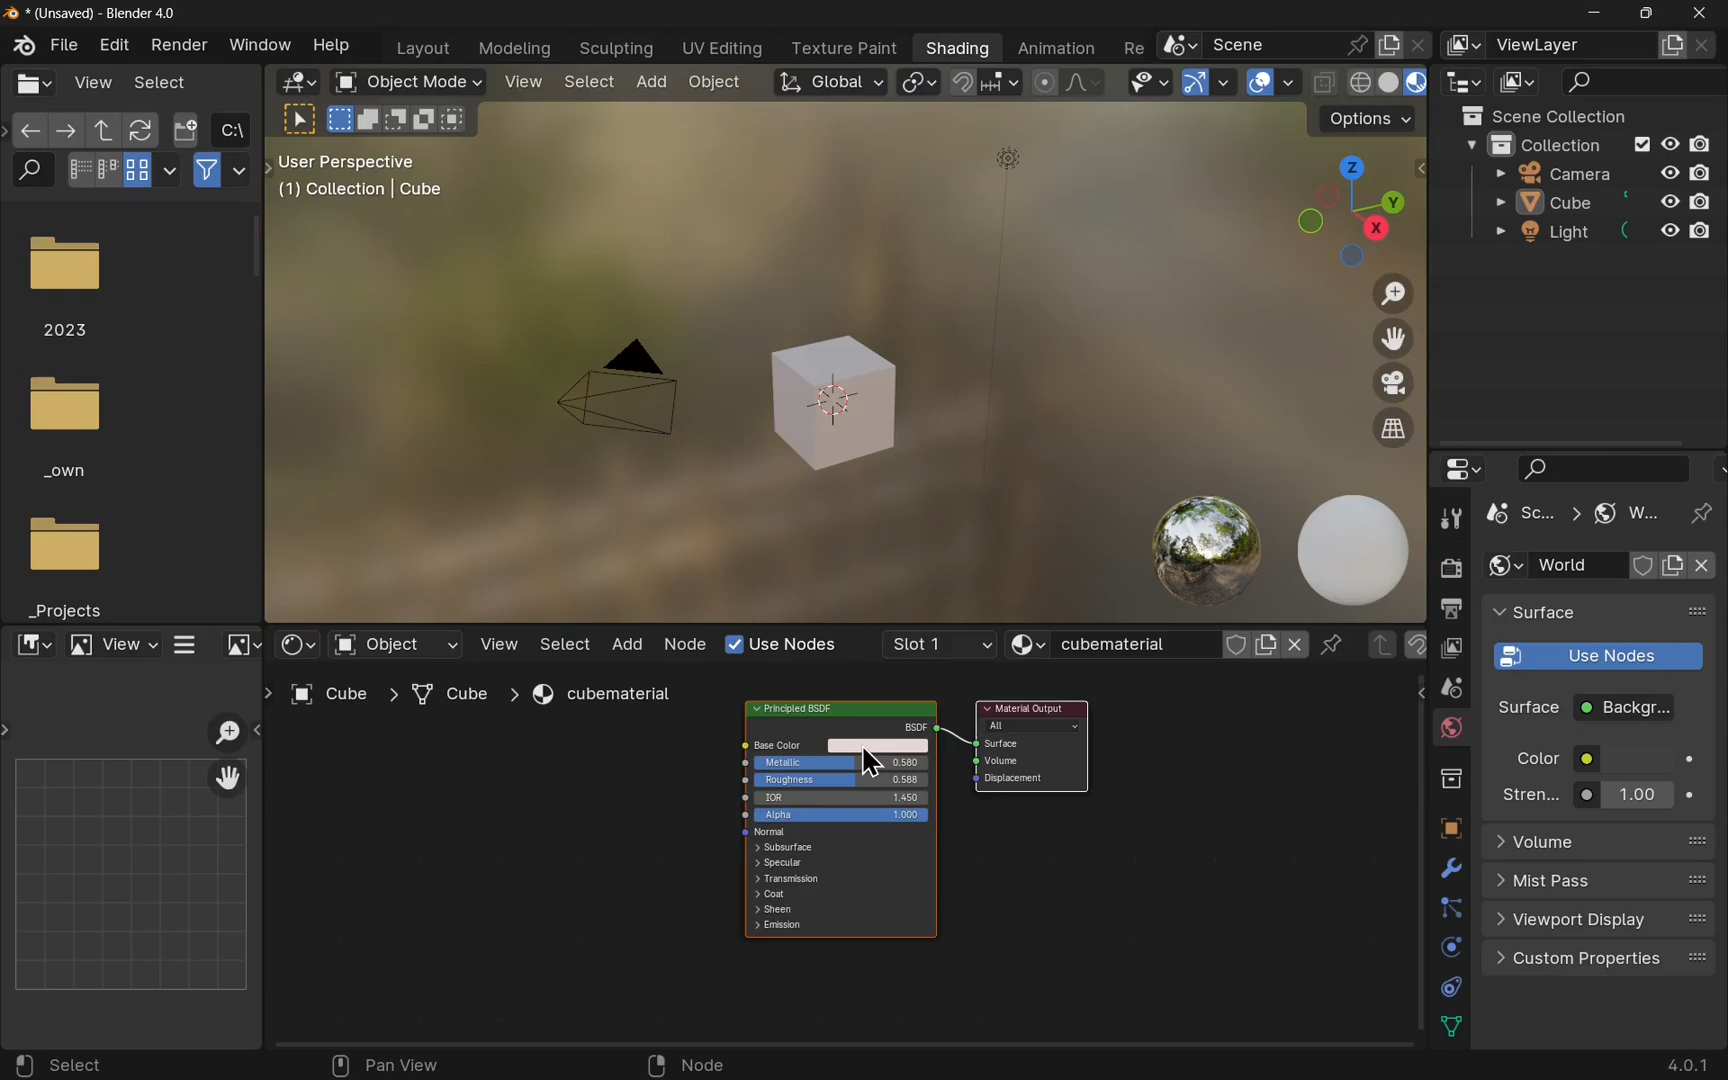 * (Unsaved) - Blender 4.0
File Edit Render Window Help
Layout Modeling Sculpting UV Editing Texture Paint Shading Animation Re
Scene
ViewLayer
View Select
Object Mode View Select Add Object Global
C:\
Options
User Perspective
(1) Collection | Cube
Z
Y
X
Scene Collection
Collection
Camera
Cube
Light
2023
_own
_Projects
Sc... W...
World
Surface
Use Nodes
Surface Backgr...
Color
Stren... 1.00
Volume
Mist Pass
Viewport Display
Custom Properties
View
Object View Select Add Node Use Nodes Slot 1 cubematerial
Cube > Cube > cubematerial
Principled BSDF
BSDF
Base Color
Metallic 0.580
Roughness 0.588
IOR 1.450
Alpha 1.000
Normal
Subsurface
Specular
Transmission
Coat
Sheen
Emission
Material Output
All
Surface
Volume
Displacement
Select
Pan View
Node
4.0.1